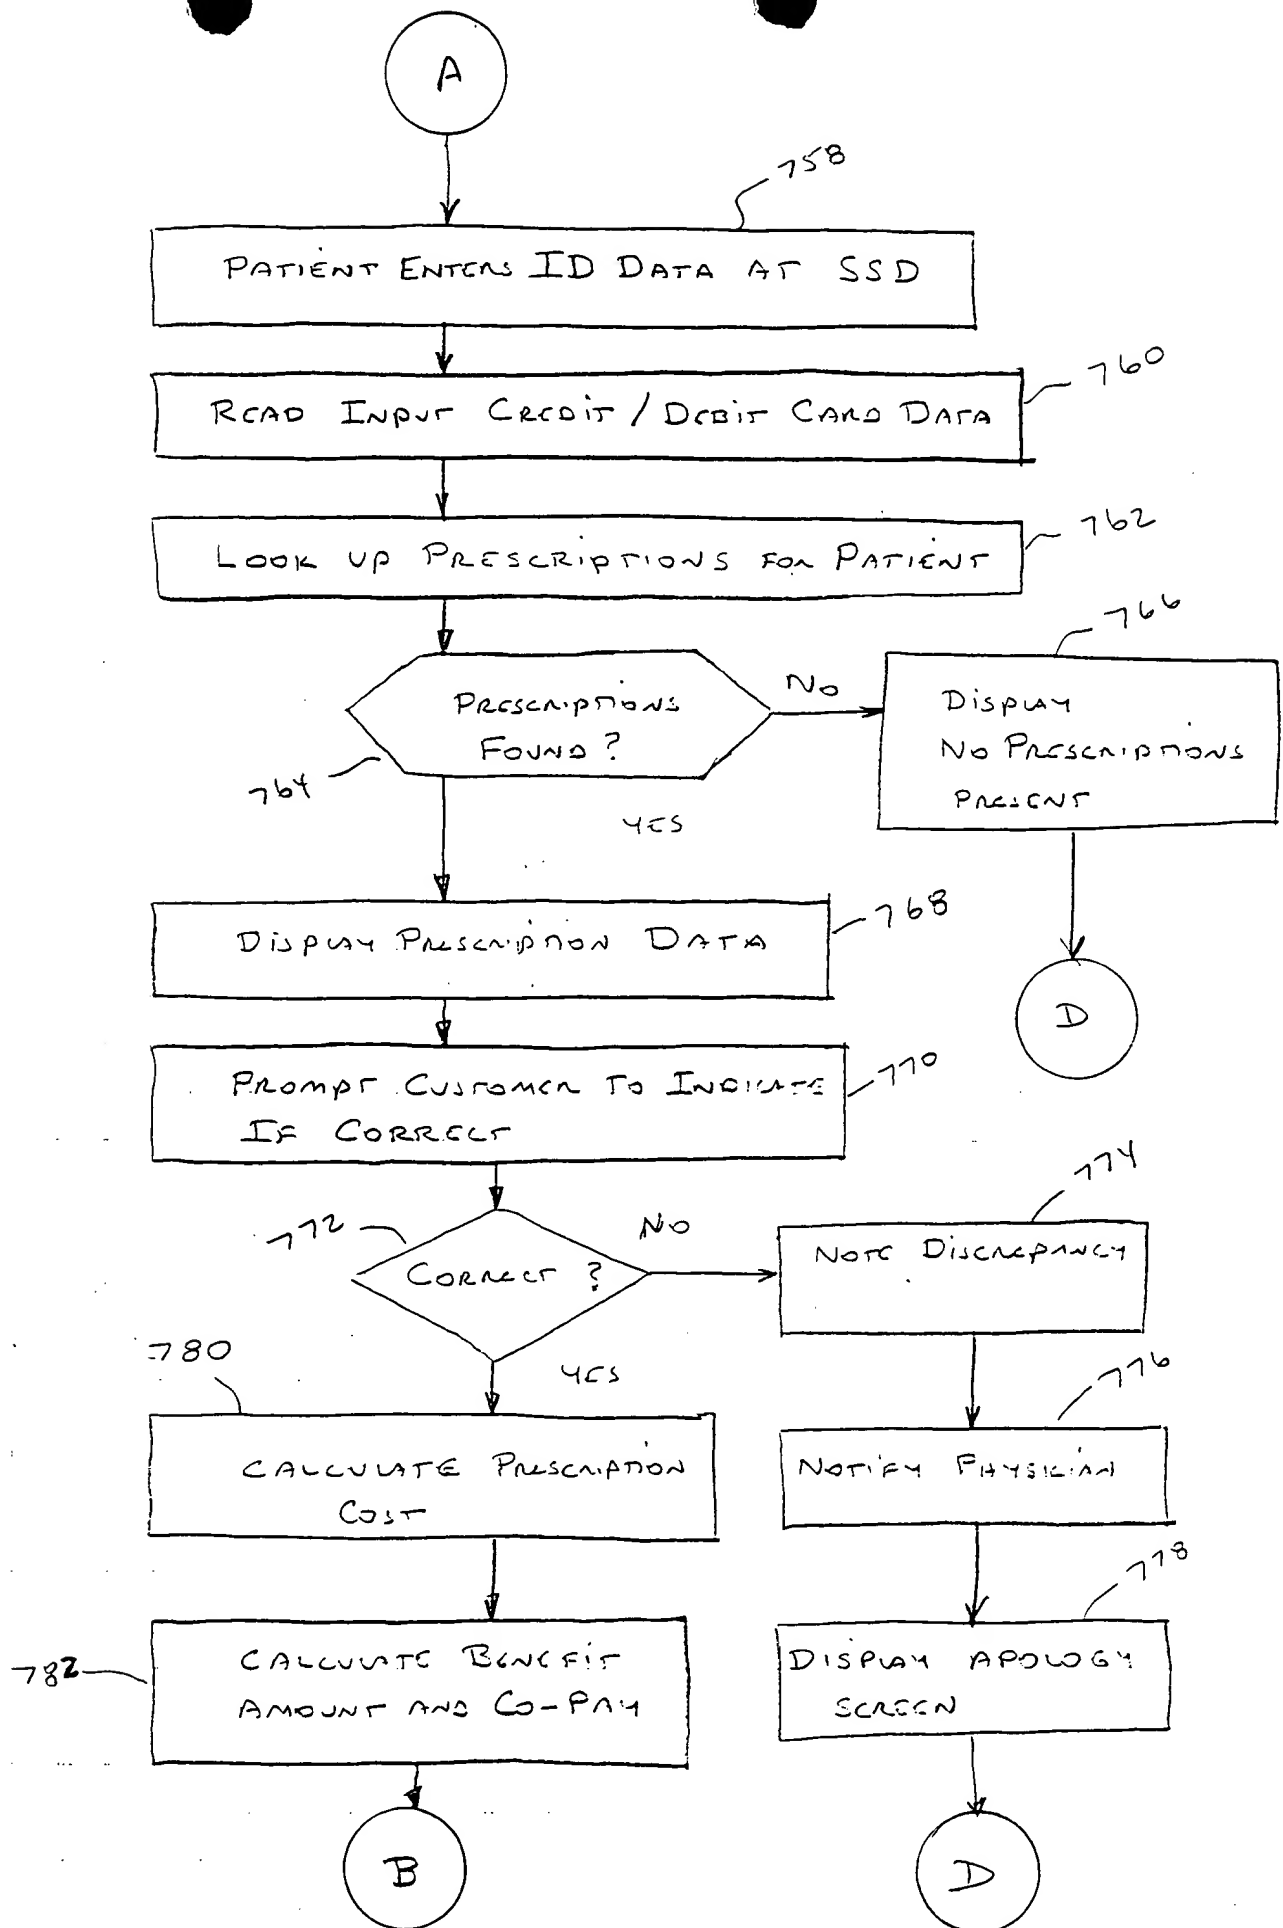 A
758
PATIENT ENTERS ID DATA AT SSD
760
READ INPUT CREDIT / DEBIT CARD DATA
762
LOOK UP PRESCRIPTIONS FOR PATIENT
766
PRESCRIPTIONS
FOUND ?
764
NO
DISPLAY
NO PRESCRIPTIONS
PRESENT
YES
768
DISPLAY PRESCRIPTION DATA
D
770
PROMPT CUSTOMER TO INDICATE
IF CORRECT
774
772
CORRECT ?
NO
NOTE DISCREPANCY
780
YES
776
CALCULATE PRESCRIPTION
COST
NOTIFY PHYSICIAN
778
782
CALCULATE BENEFIT
AMOUNT AND CO-PAY
DISPLAY APOLOGY
SCREEN
B
D